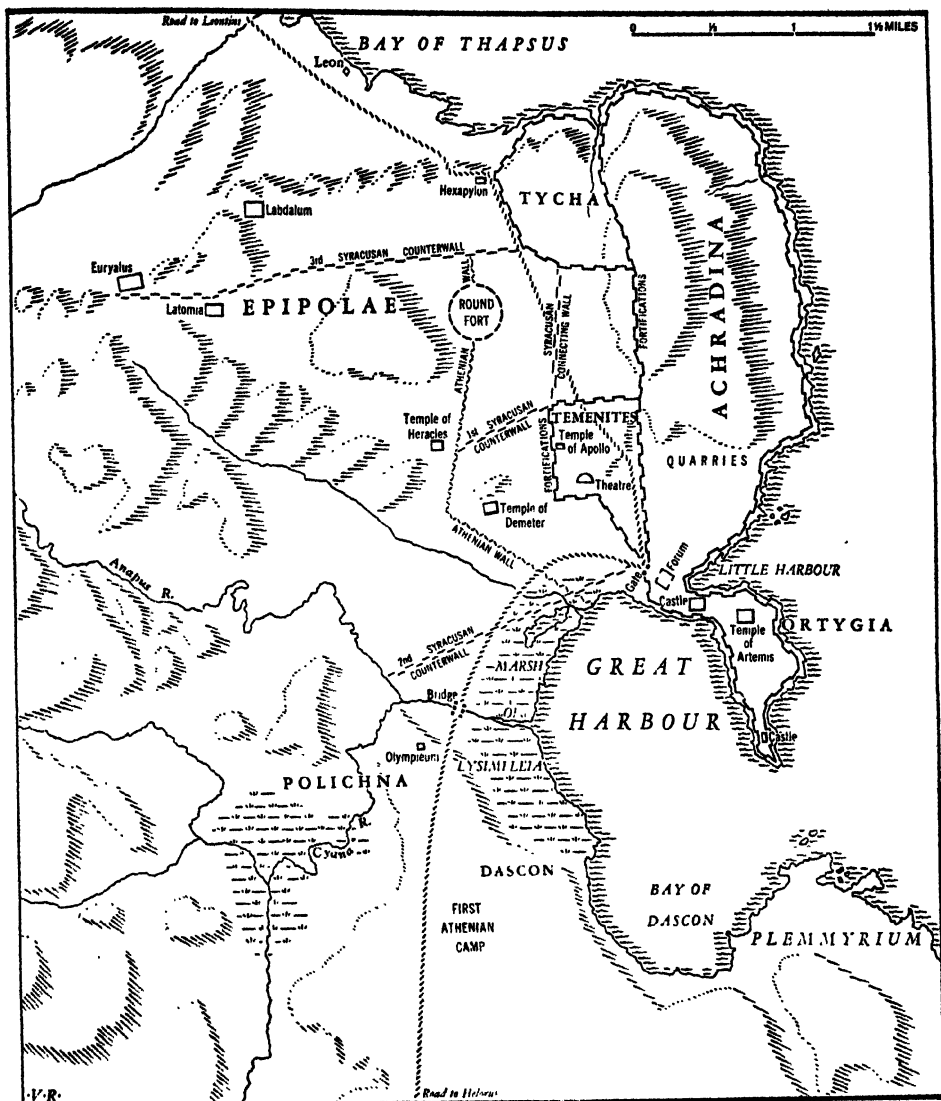 Road to Leontini
BAY OF THAPSUS
0 ½ 1 1½ MILES
Leon
Hexapylon
TYCHA
Labdalum
ACHRADINA
3rd SYRACUSAN COUNTERWALL
Euryalus
Latomia
EPIPOLAE
ROUND
FORT
ATHENIAN WALL
SYRACUSAN
CONNECTING WALL
FORTIFICATIONS
Temple of
Heracles
1st SYRACUSAN
COUNTERWALL
FORTIFICATIONS
TEMENITES
Temple
of Apollo
Theatre
QUARRIES
Temple of
Demeter
ATHENIAN WALL
Anapus R.
Gate
Forum
LITTLE HARBOUR
Castle
Temple
of
Artemis
ORTYGIA
2nd SYRACUSAN
COUNTERWALL
MARSH
OF
LYSIMELEIA
GREAT
HARBOUR
Bridge
Castle
Olympieum
POLICHNA
Cyana R.
DASCON
FIRST
ATHENIAN
CAMP
BAY OF
DASCON
PLEMMYRIUM
·V·R·
Road to Helorus